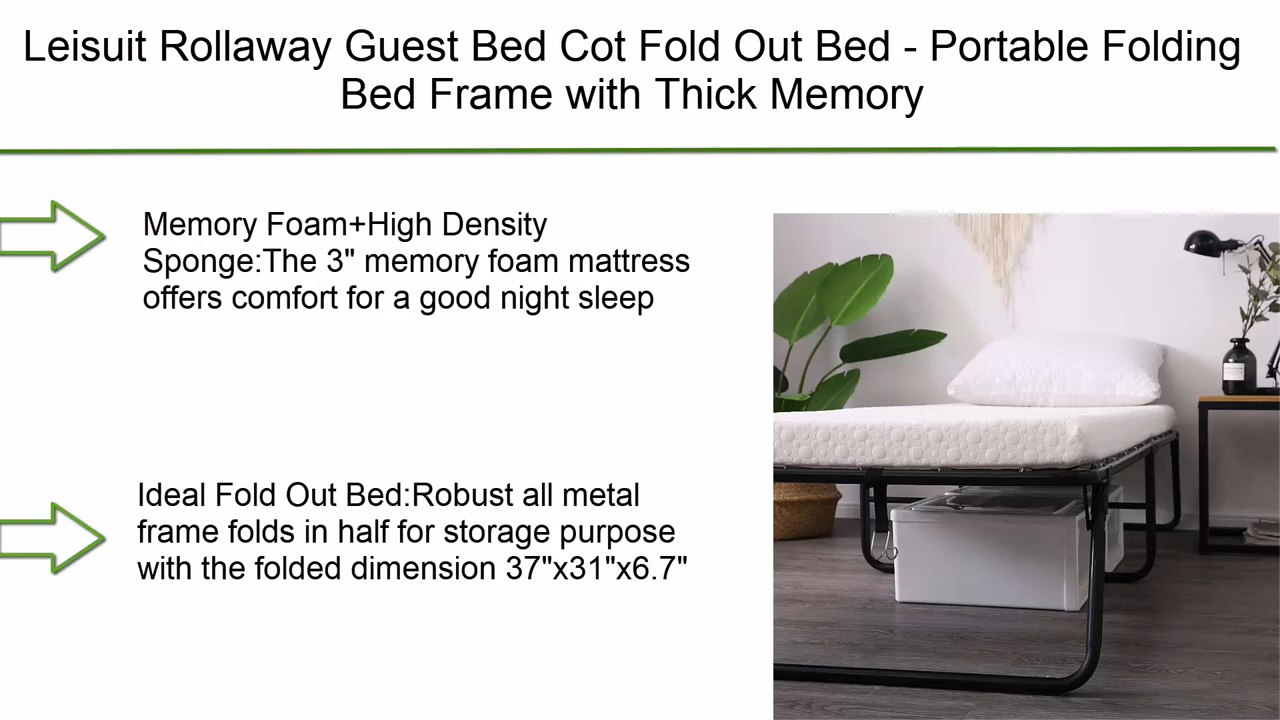 Leisuit Rollaway Guest Bed Cot Fold Out Bed - Portable Folding
Bed Frame with Thick Memory
Memory Foam+High Density
Sponge:The 3" memory foam mattress
offers comfort for a good night sleep
Ideal Fold Out Bed:Robust all metal
frame folds in half for storage purpose
with the folded dimension 37"x31"x6.7"